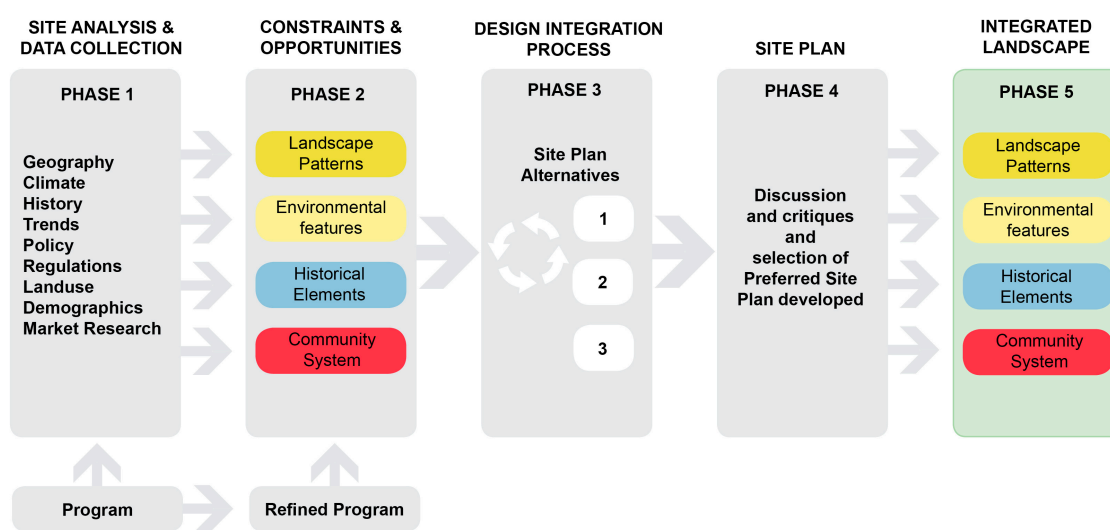 SITE ANALYSIS &
DATA COLLECTION
PHASE 1
Geography
Climate
History
Trends
Policy
Regulations
Landuse
Demographics
Market Research
Program
CONSTRAINTS &
OPPORTUNITIES
PHASE 2
Landscape
Patterns
Environmental
features
Historical
Elements
Community
System
Refined Program
DESIGN INTEGRATION
PROCESS
PHASE 3
Site Plan
Alternatives
1
2
3
SITE PLAN
PHASE 4
Discussion
and critiques
and
selection of
Preferred Site
Plan developed
INTEGRATED
LANDSCAPE
PHASE 5
Landscape
Patterns
Environmental
features
Historical
Elements
Community
System